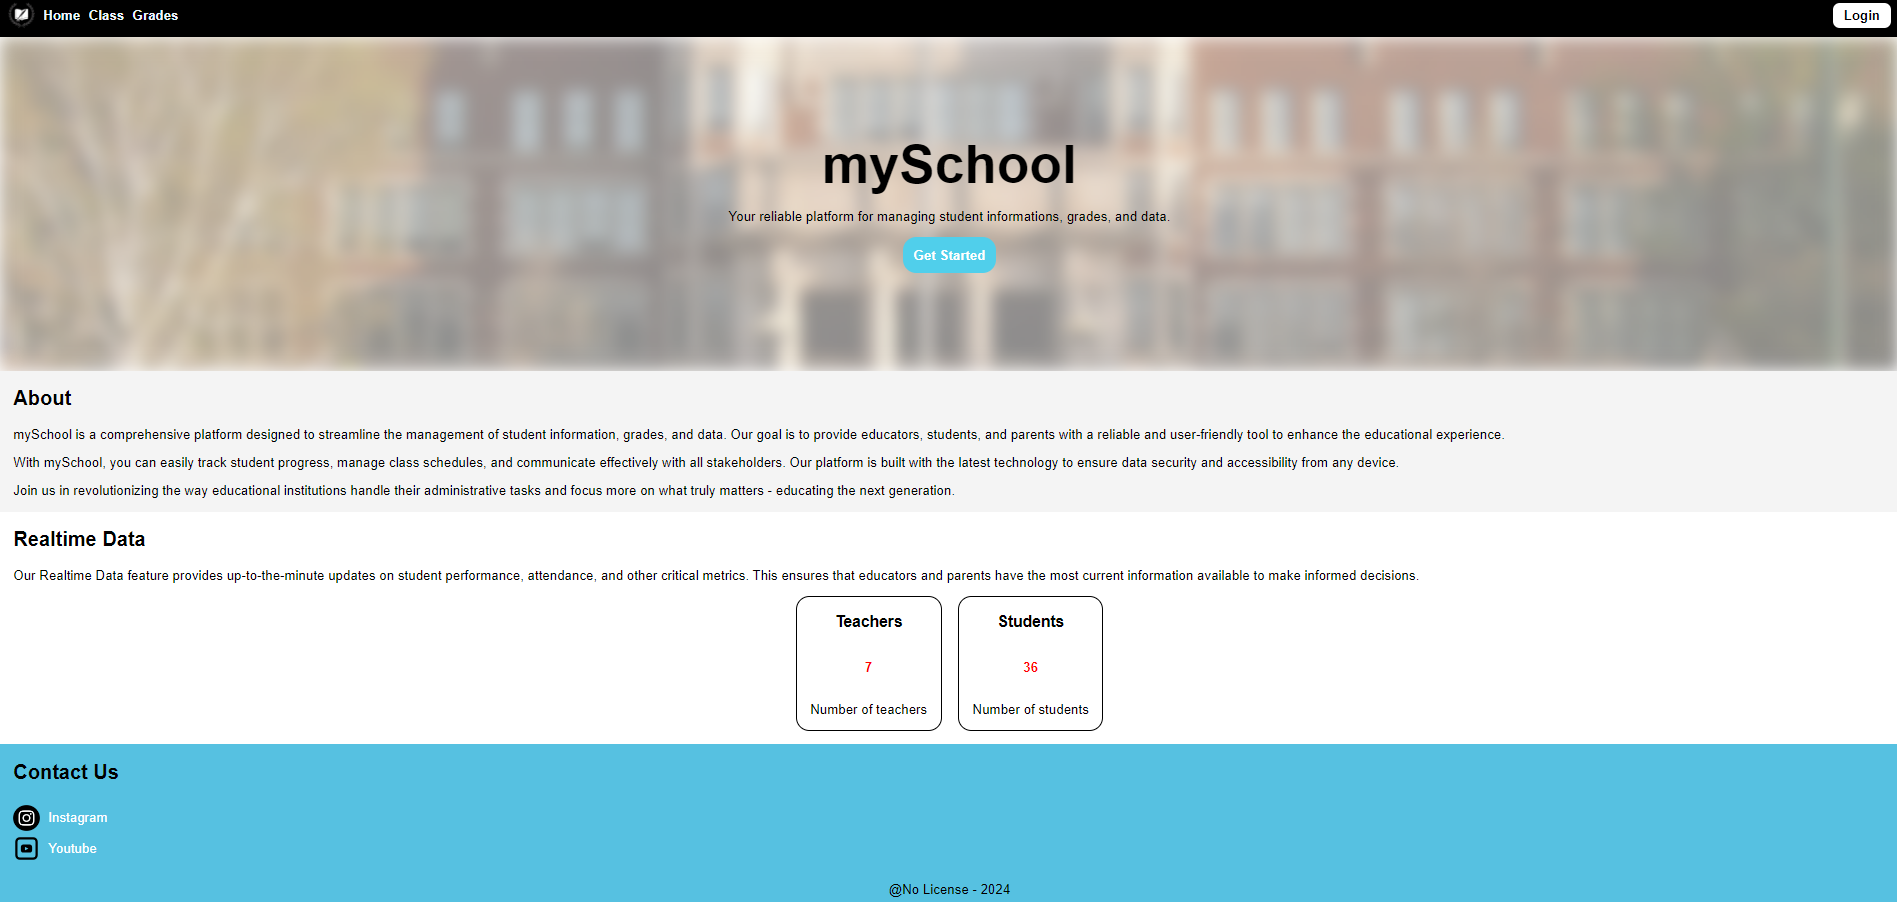 Home Class Grades Login
mySchool
Your reliable platform for managing student informations, grades, and data.
Get Started
About
mySchool is a comprehensive platform designed to streamline the management of student information, grades, and data. Our goal is to provide educators, students, and parents with a reliable and user-friendly tool to enhance the educational experience.
With mySchool, you can easily track student progress, manage class schedules, and communicate effectively with all stakeholders. Our platform is built with the latest technology to ensure data security and accessibility from any device.
Join us in revolutionizing the way educational institutions handle their administrative tasks and focus more on what truly matters - educating the next generation.
Realtime Data
Our Realtime Data feature provides up-to-the-minute updates on student performance, attendance, and other critical metrics. This ensures that educators and parents have the most current information available to make informed decisions.
Teachers
7
Number of teachers
Students
36
Number of students
Contact Us
Instagram
Youtube
@No License - 2024